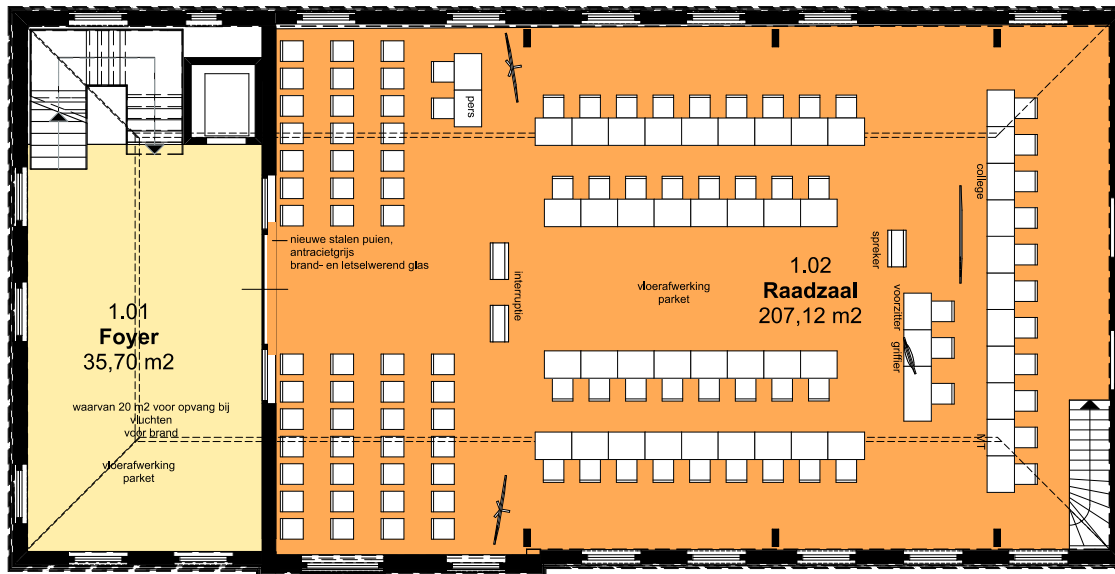 pers
college
nieuwe stalen puien,
antracietgrijs
brand- en letselwerend glas
interruptie
spreker
1.02
Raadzaal
207,12 m2
vloerafwerking
parket
voorzitter
griffier
1.01
Foyer
35,70 m2
waarvan 20 m2 voor opvang bij
vluchten
voor brand
vloerafwerking
parket
MT